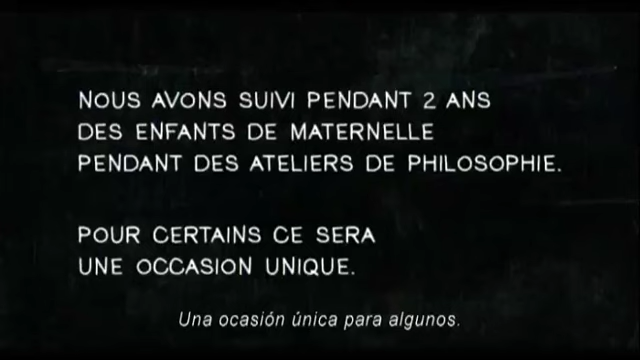 NOUS AVONS SUIVI PENDANT 2 ANS
DES ENFANTS DE MATERNELLE
PENDANT DES ATELIERS DE PHILOSOPHIE.
POUR CERTAINS CE SERA
UNE OCCASION UNIQUE.
Una ocasión única para algunos.